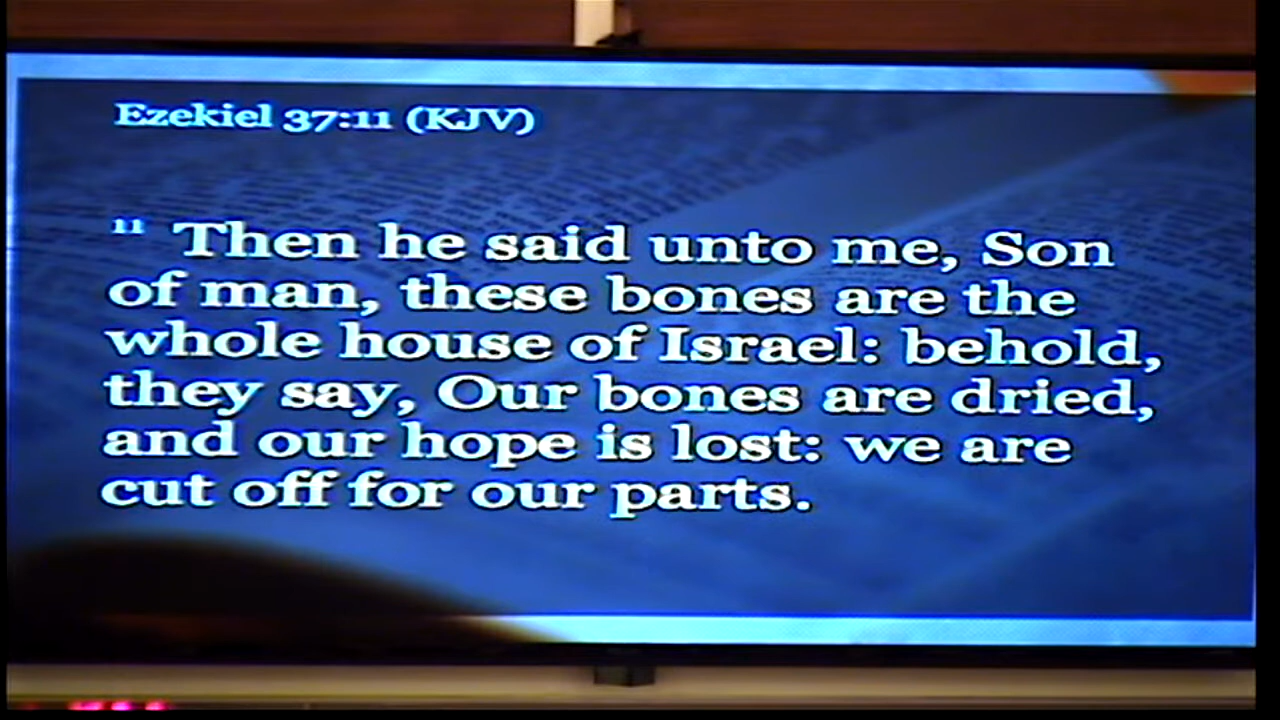 Ezekiel 37:11 (KJV)
11 Then he said unto me, Son
of man, these bones are the
whole house of Israel: behold,
they say, Our bones are dried,
and our hope is lost: we are
cut off for our parts.